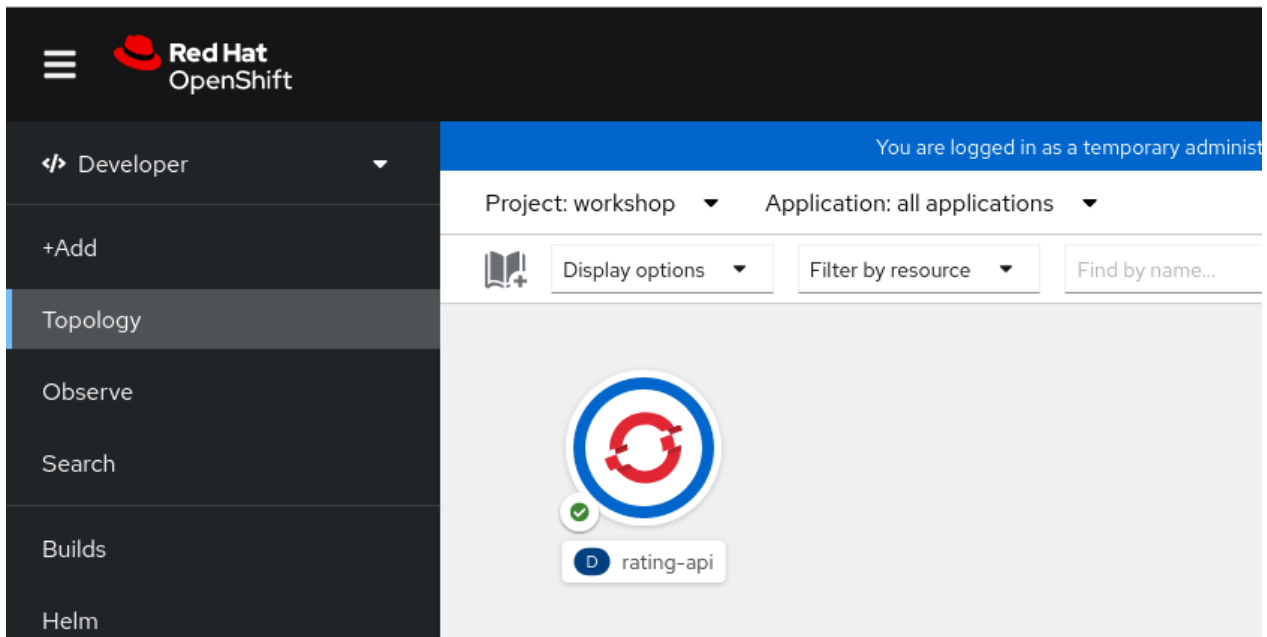 Red Hat
OpenShift
Developer
You are logged in as a temporary administ
Project: workshop Application: all applications
+Add
Display options Filter by resource Find by name...
Topology
Observe
Search
Builds
Helm
D rating-api